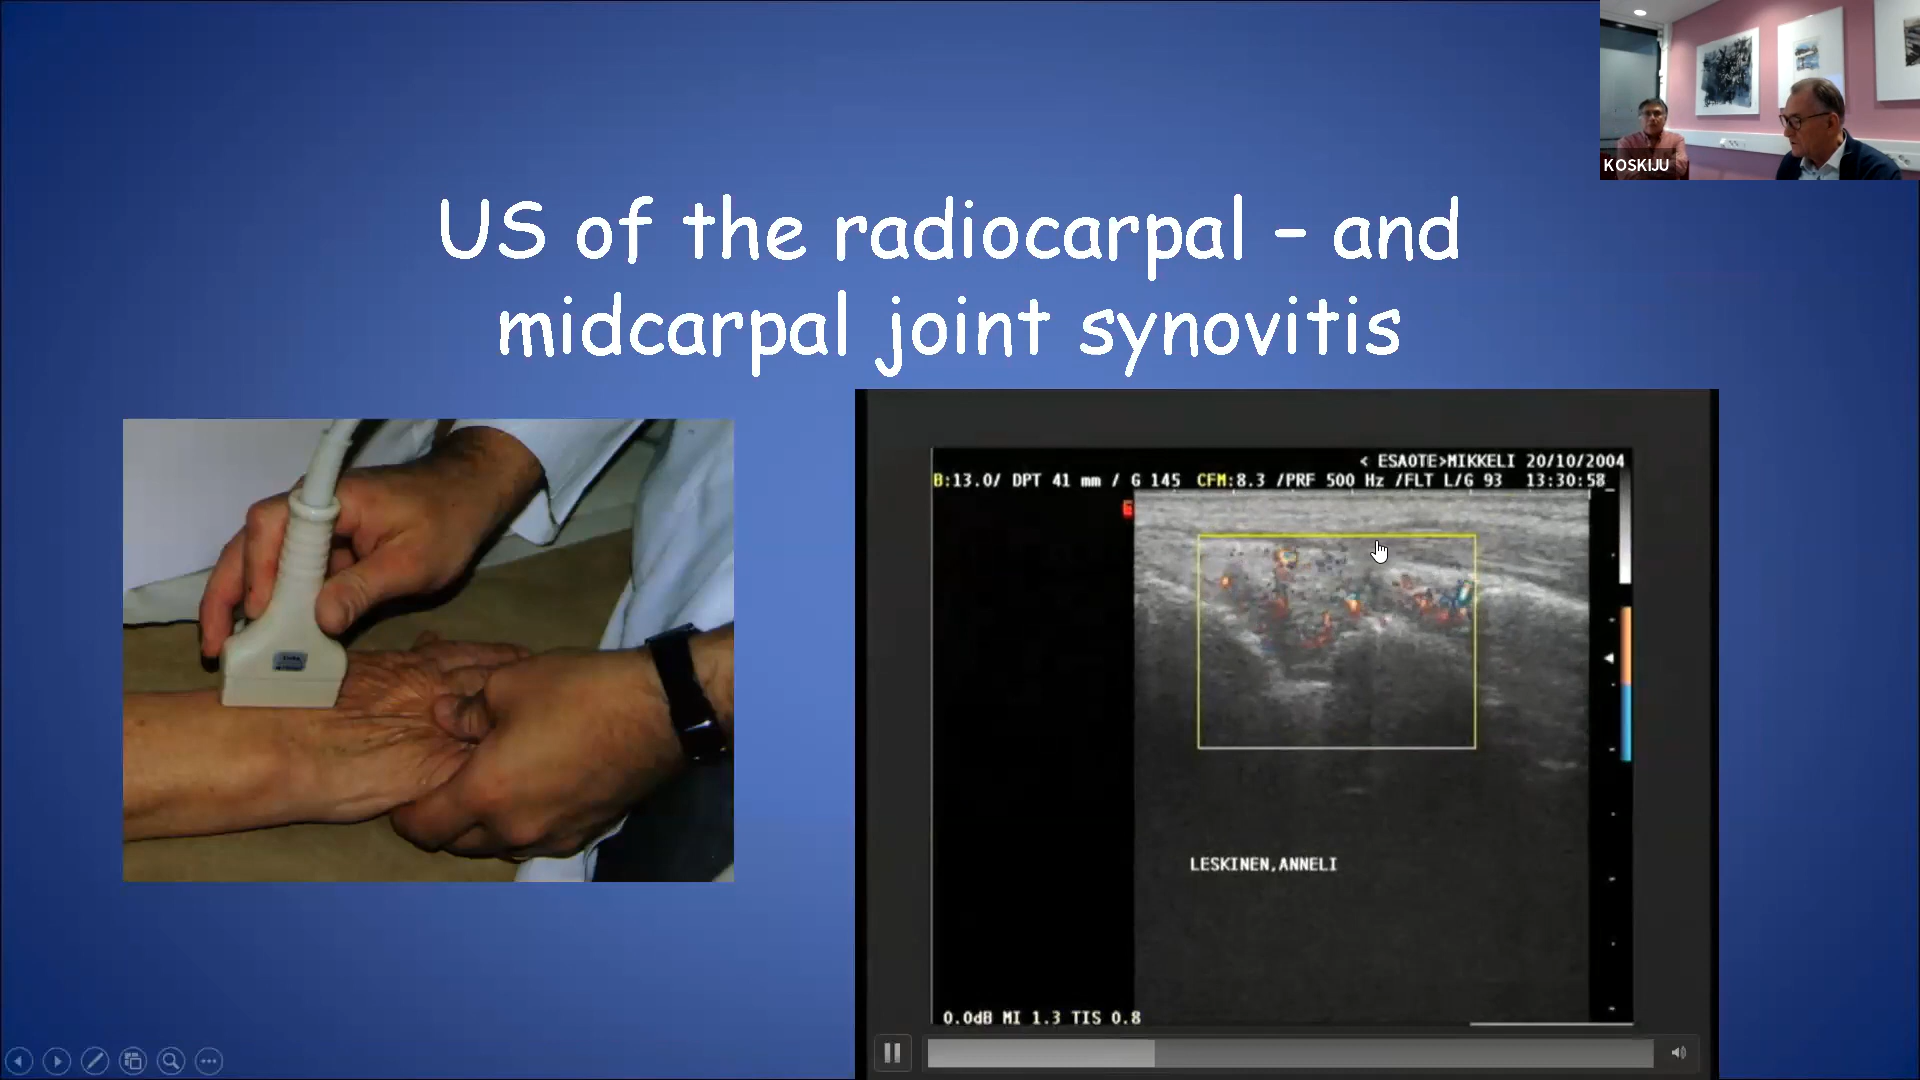 KOSKIJU
US of the radiocarpal – and
midcarpal joint synovitis
< ESAOTE>MIKKELI 20/10/2004
B:13.0/ DPT 41 mm / G 145 CFM:8.3 /PRF 500 Hz /FLT L/G 93 13:30:58_
LESKINEN,ANNELI
0.0dB MI 1.3 TIS 0.8